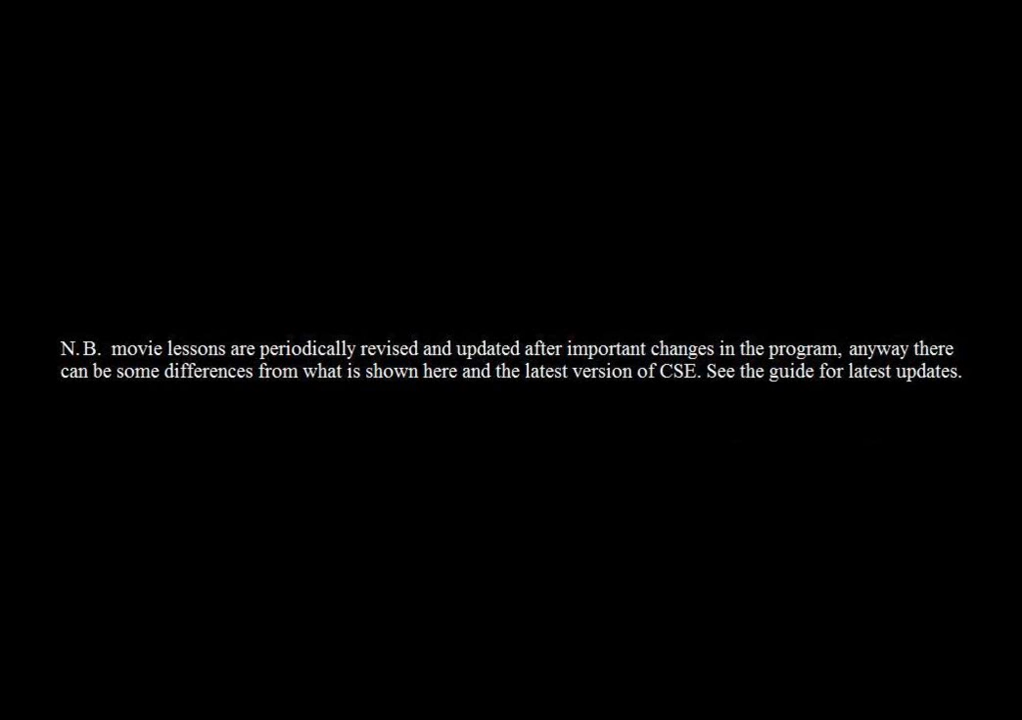 N.B. movie lessons are periodically revised and updated after important changes in the program, anyway there
can be some differences from what is shown here and the latest version of CSE. See the guide for latest updates.